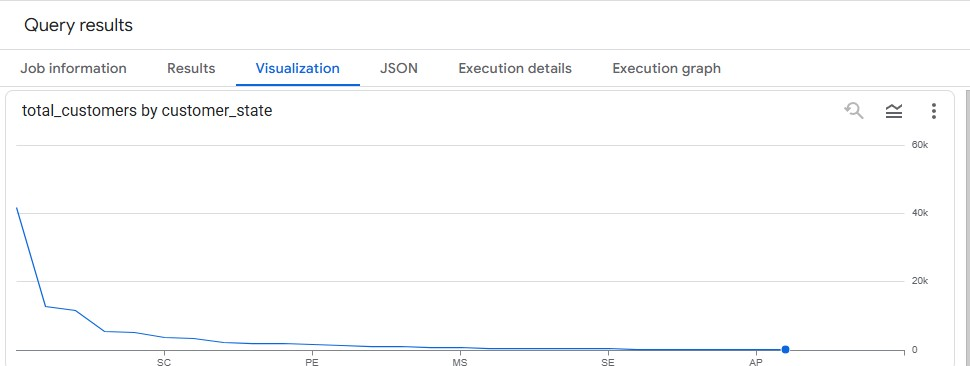 Query results
Job information Results Visualization JSON Execution details Execution graph
total_customers by customer_state
60k
40k
20k
0
SC PE MS SE AP